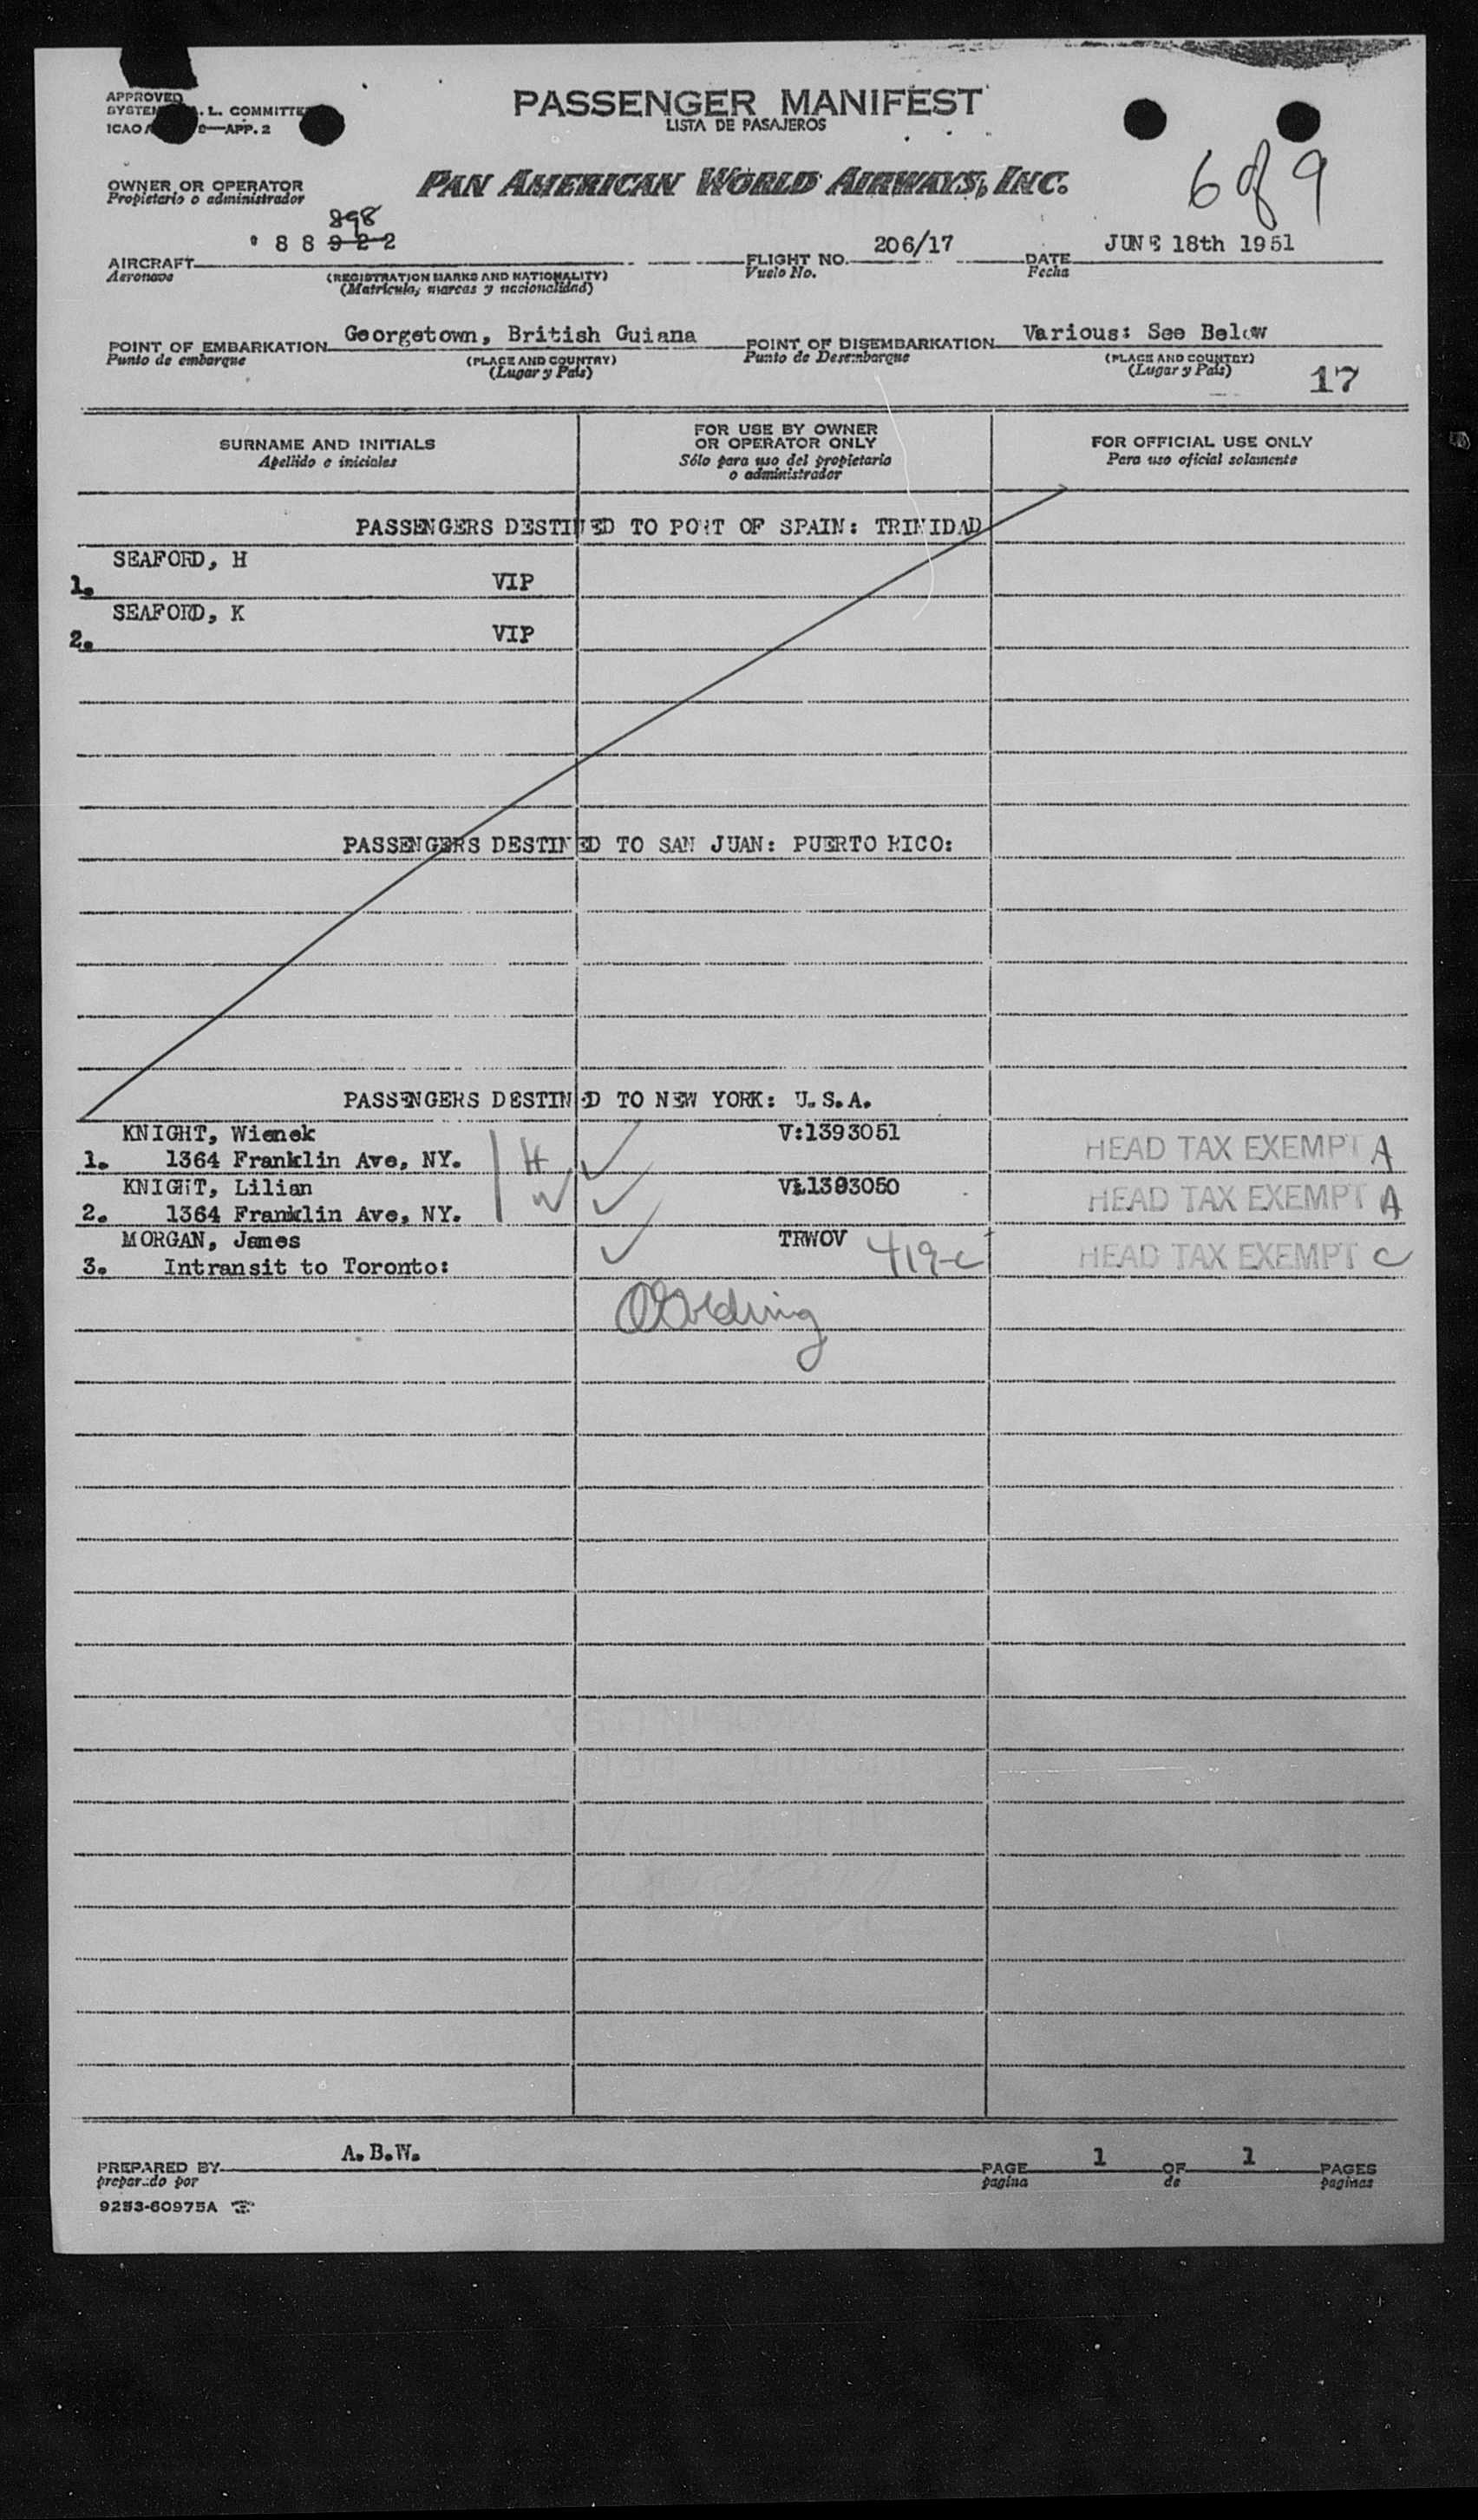 APPROVED
PASSENGER MANIFEST
LISTA DE PASAJEROS
ICAO
APP. 2
6 of 9
OWNER OR OPERATOR
Propietario o administrador
PAN AMERICAN WORLD AIRWAYS, INC.
898
88922
206/17
JUNE 18th 1951
AIRCRAFT
Aeronave
(REGISTRATION MARKS AND NATIONALITY)
(Matricula, marcas y nacionalidad)
FLIGHT NO.
Vuelo No.
DATE
Fecha
POINT OF EMBARKATION Georgetown, British Guiana
Punto de embarque
(PLACE AND COUNTRY)
(Lugar y Pais)
POINT OF DISEMBARKATION Various: See Below
Punto de Desembarque
(PLACE AND COUNTRY)
(Lugar y Pais)
17
SURNAME AND INITIALS
Apellido e iniciales
FOR USE BY OWNER
OR OPERATOR ONLY
Sólo para uso del propietario
o administrador
FOR OFFICIAL USE ONLY
Para uso oficial solamente
PASSENGERS DESTINED TO PORT OF SPAIN: TRINIDAD
SEAFORD, H
1. VIP
SEAFORD, K
2. VIP
PASSENGERS DESTINED TO SAN JUAN: PUERTO RICO:
PASSENGERS DESTINED TO NEW YORK: U.S.A.
KNIGHT, Wienek V:1393051
1. 1364 Franklin Ave, NY. H HEAD TAX EXEMPT A
KNIGHT, Lilian 1393050
2. 1364 Franklin Ave, NY. W HEAD TAX EXEMPT A
MORGAN, James TRWOV 419-c
3. Intransit to Toronto: HEAD TAX EXEMPT C
PREPARED BY A.B.W.
preparado por
PAGE 1 OF 1 PAGES
pagina de paginas
9253-60975A